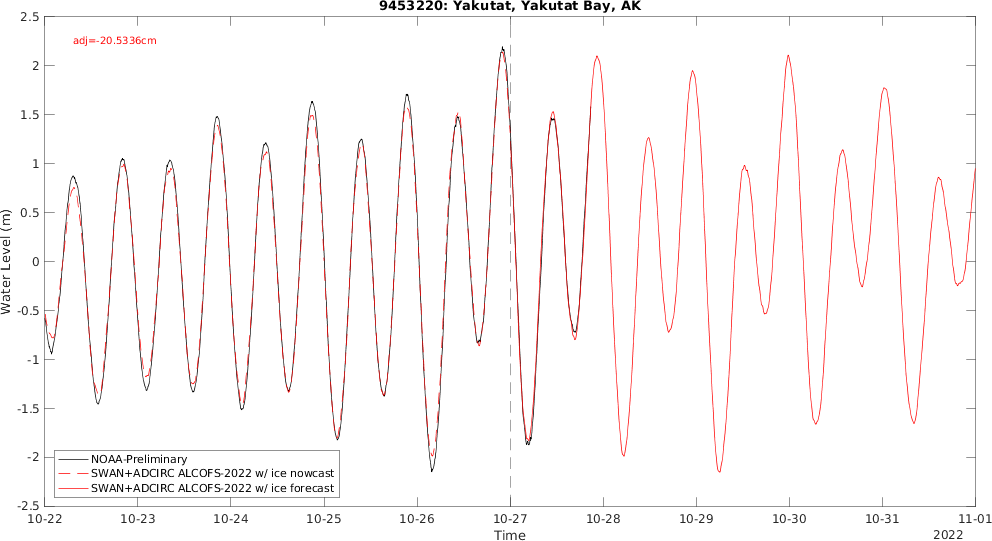 9453220: Yakutat, Yakutat Bay, AK
adj=-20.5336cm
2.5
2
1.5
1
0.5
0
-0.5
-1
-1.5
-2
-2.5
Water Level (m)
NOAA-Preliminary
SWAN+ADCIRC ALCOFS-2022 w/ ice nowcast
SWAN+ADCIRC ALCOFS-2022 w/ ice forecast
10-22 10-23 10-24 10-25 10-26 10-27 10-28 10-29 10-30 10-31 11-01
Time
2022